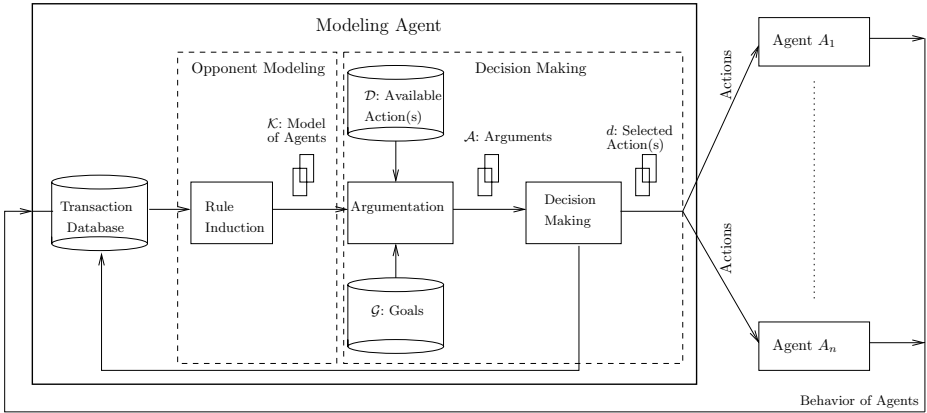 Modeling Agent
Opponent Modeling
Decision Making
𝒟: Available
Action(s)
𝒦: Model
of Agents
𝒜: Arguments
d: Selected
Action(s)
Transaction
Database
Rule
Induction
Argumentation
Decision
Making
𝒢: Goals
Agent A₁
Actions
Actions
Agent Aₙ
Behavior of Agents